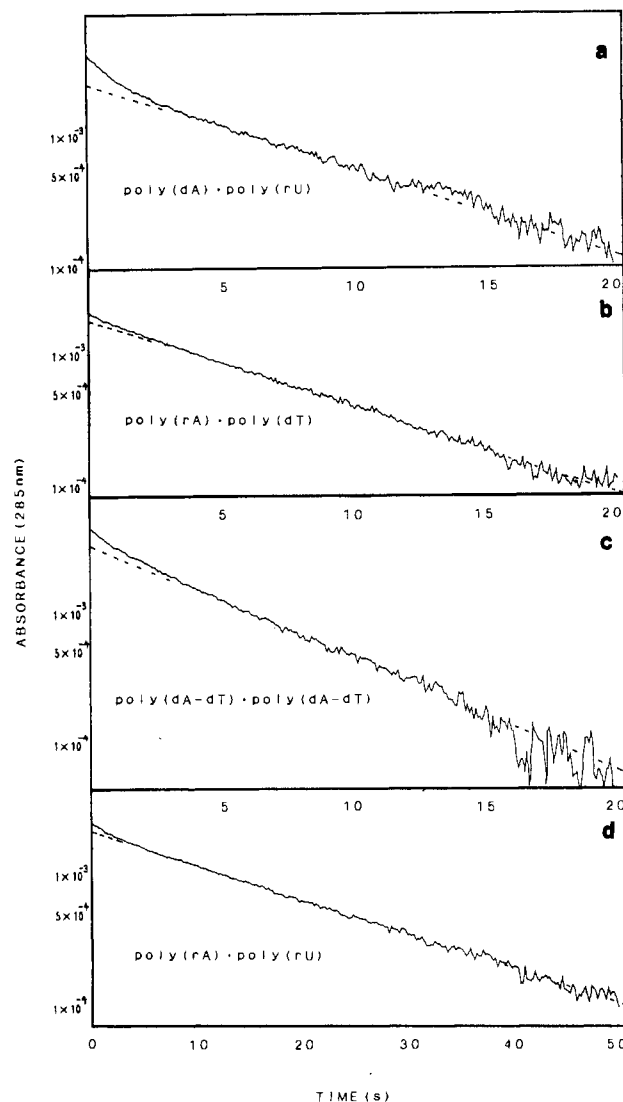 a
1×10⁻³
5×10⁻⁴
poly(dA)·poly(rU)
1×10⁻⁴
5 10 15 20
b
1×10⁻³
5×10⁻⁴
poly(rA)·poly(dT)
1×10⁻⁴
5 10 15 20
c
1×10⁻³
5×10⁻⁴
poly(dA-dT)·poly(dA-dT)
1×10⁻⁴
5 10 15 20
d
1×10⁻³
5×10⁻⁴
poly(rA)·poly(rU)
1×10⁻⁴
0 10 20 30 40 50
ABSORBANCE (285nm)
TIME (s)